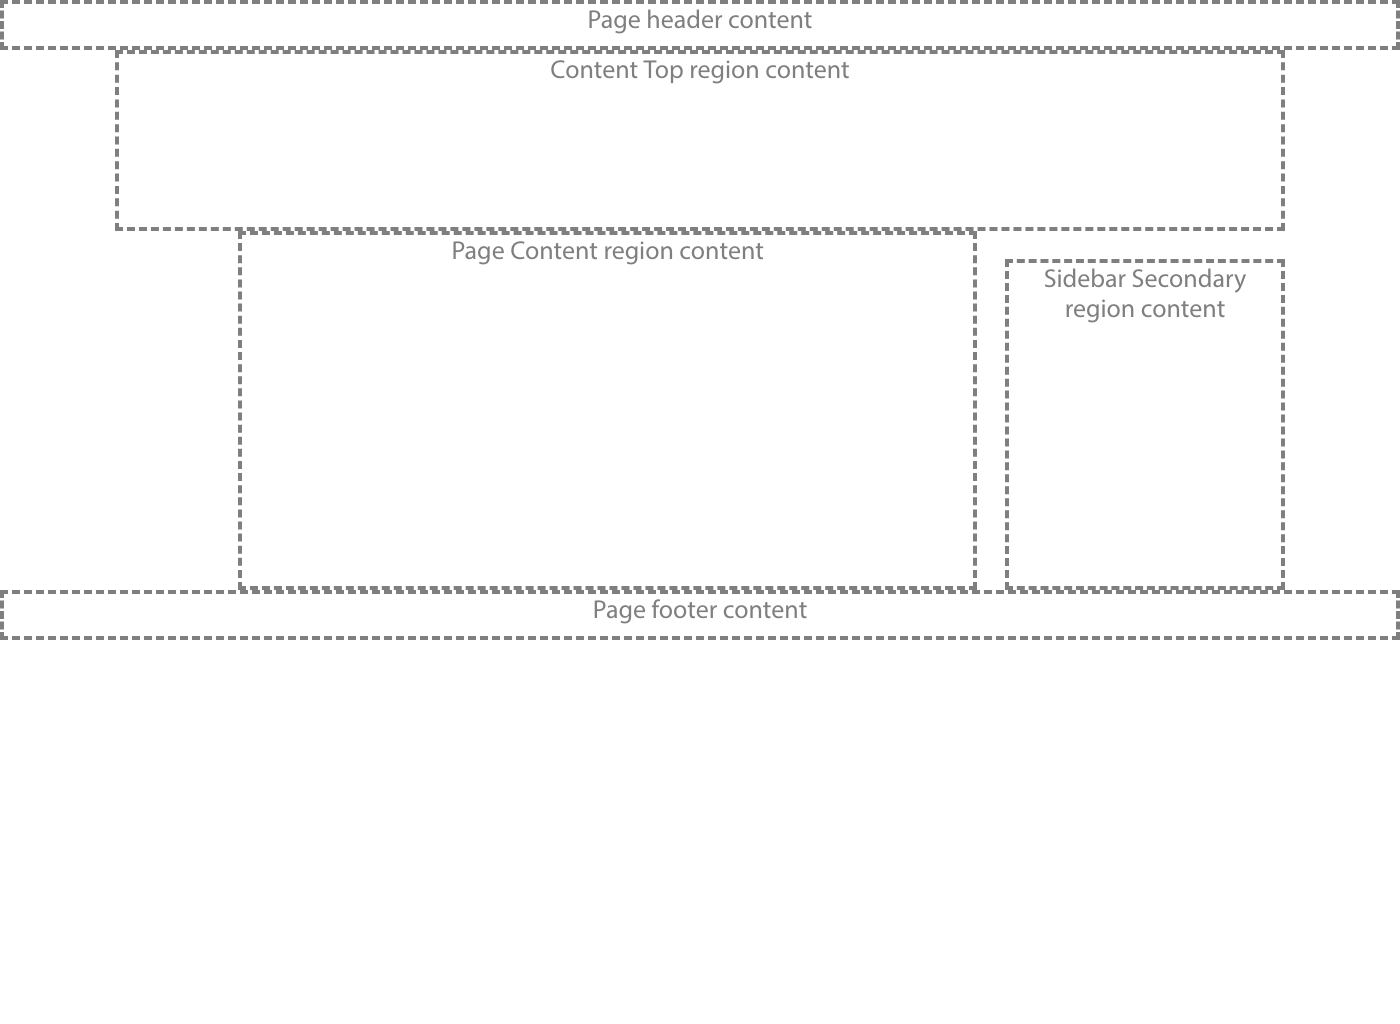 Page header content
Content Top region content
Page Content region content
Sidebar Secondary
region content
Page footer content